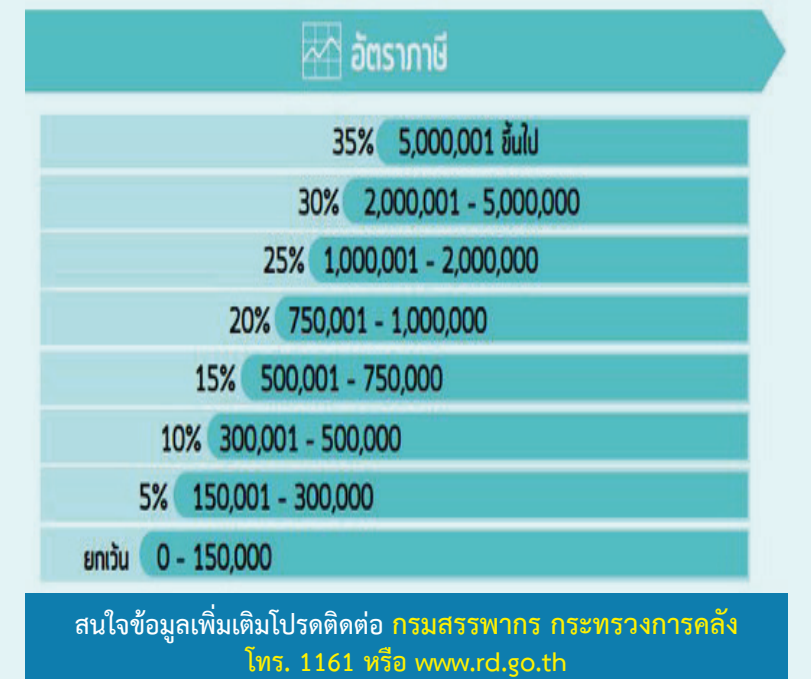 อัตราภาษี
35% 5,000,001 ขึ้นไป
30% 2,000,001 - 5,000,000
25% 1,000,001 - 2,000,000
20% 750,001 - 1,000,000
15% 500,001 - 750,000
10% 300,001 - 500,000
5% 150,001 - 300,000
ยกเว้น 0 - 150,000
สนใจข้อมูลเพิ่มเติมโปรดติดต่อ กรมสรรพากร กระทรวงการคลัง
โทร. 1161 หรือ www.rd.go.th